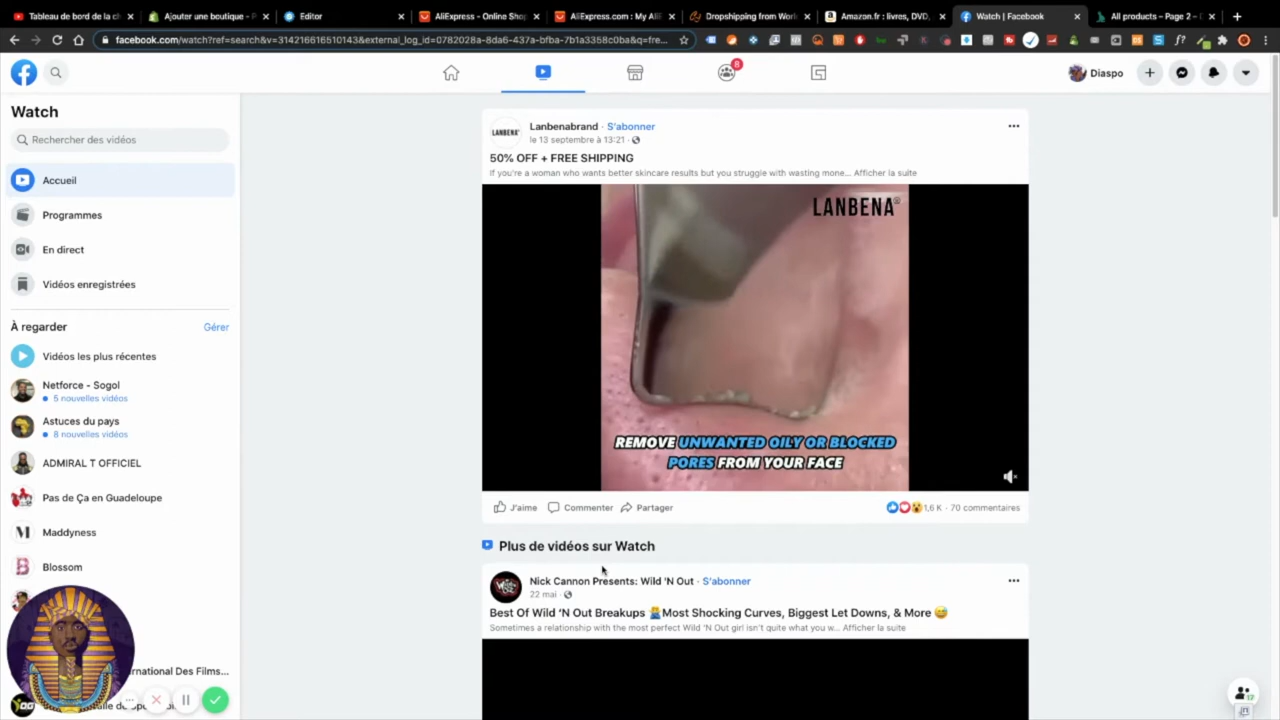 Tableau de bord de la ch
Ajouter une boutique - P
Editor
AliExpress - Online Shop
AliExpress.com : My Ali
Dropshipping from Worl
Amazon.fr : livres, DVD,
Watch | Facebook
All products – Page 2 –
facebook.com/watch?ref=search&v=314216616510143&external_log_id=0782028a-8da6-437a-bfba-7b1a3358c0ba&q=fre...
8
Diaspo
Watch
Rechercher des vidéos
Accueil
Programmes
En direct
Vidéos enregistrées
À regarder
Gérer
Vidéos les plus récentes
Netforce - Sogol
5 nouvelles vidéos
Astuces du pays
8 nouvelles vidéos
ADMIRAL T OFFICIEL
Pas de Ça en Guadeloupe
Maddyness
Blosom
rnational Des Films...
LANBENA
Lanbenabrand · S'abonner
le 13 septembre à 13:21 ·
50% OFF + FREE SHIPPING
If you're a woman who wants better skincare results but you struggle with wasting mone... Afficher la suite
LANBENA®
REMOVE UNWANTED OILY OR BLOCKED
PORES FROM YOUR FACE
J'aime
Commenter
Partager
1,6 K · 70 commentaires
Plus de vidéos sur Watch
Nick Cannon Presents: Wild 'N Out · S'abonner
22 mai ·
Best Of Wild 'N Out Breakups 🤷Most Shocking Curves, Biggest Let Downs, & More 😅
Sometimes a relationship with the most perfect Wild 'N Out girl isn't quite what you w... Afficher la suite
17